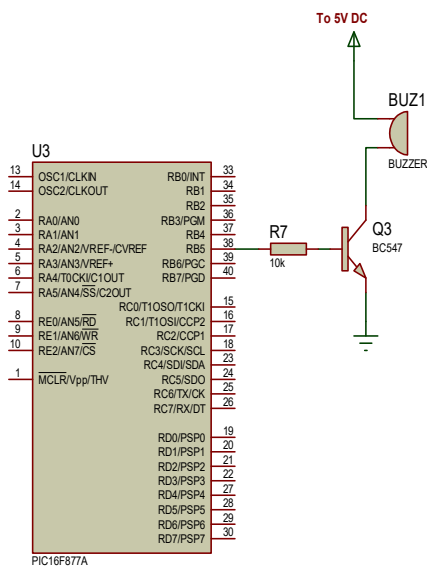 To 5V DC
BUZ1
BUZZER
U3
13 OSC1/CLKIN RB0/INT 33
14 OSC2/CLKOUT RB1 34
RB2 35
2 RA0/AN0 RB3/PGM 36
3 RA1/AN1 RB4 37
4 RA2/AN2/VREF-/CVREF RB5 38
5 RA3/AN3/VREF+ RB6/PGC 39
6 RA4/T0CKI/C1OUT RB7/PGD 40
7 RA5/AN4/SS/C2OUT
RC0/T1OSO/T1CKI 15
8 RE0/AN5/RD RC1/T1OSI/CCP2 16
9 RE1/AN6/WR RC2/CCP1 17
10 RE2/AN7/CS RC3/SCK/SCL 18
RC4/SDI/SDA 23
1 MCLR/Vpp/THV RC5/SDO 24
RC6/TX/CK 25
RC7/RX/DT 26
RD0/PSP0 19
RD1/PSP1 20
RD2/PSP2 21
RD3/PSP3 22
RD4/PSP4 27
RD5/PSP5 28
RD6/PSP6 29
RD7/PSP7 30
PIC16F877A
R7
10k
Q3
BC547